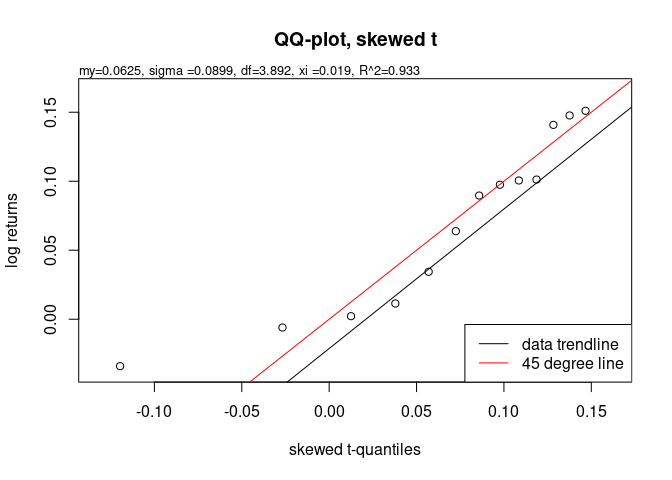 QQ-plot, skewed t
my=0.0625, sigma =0.0899, df=3.892, xi =0.019, R^2=0.933
log returns
0.15
0.10
0.05
0.00
data trendline
45 degree line
-0.10
-0.05
0.00
0.05
0.10
0.15
skewed t-quantiles